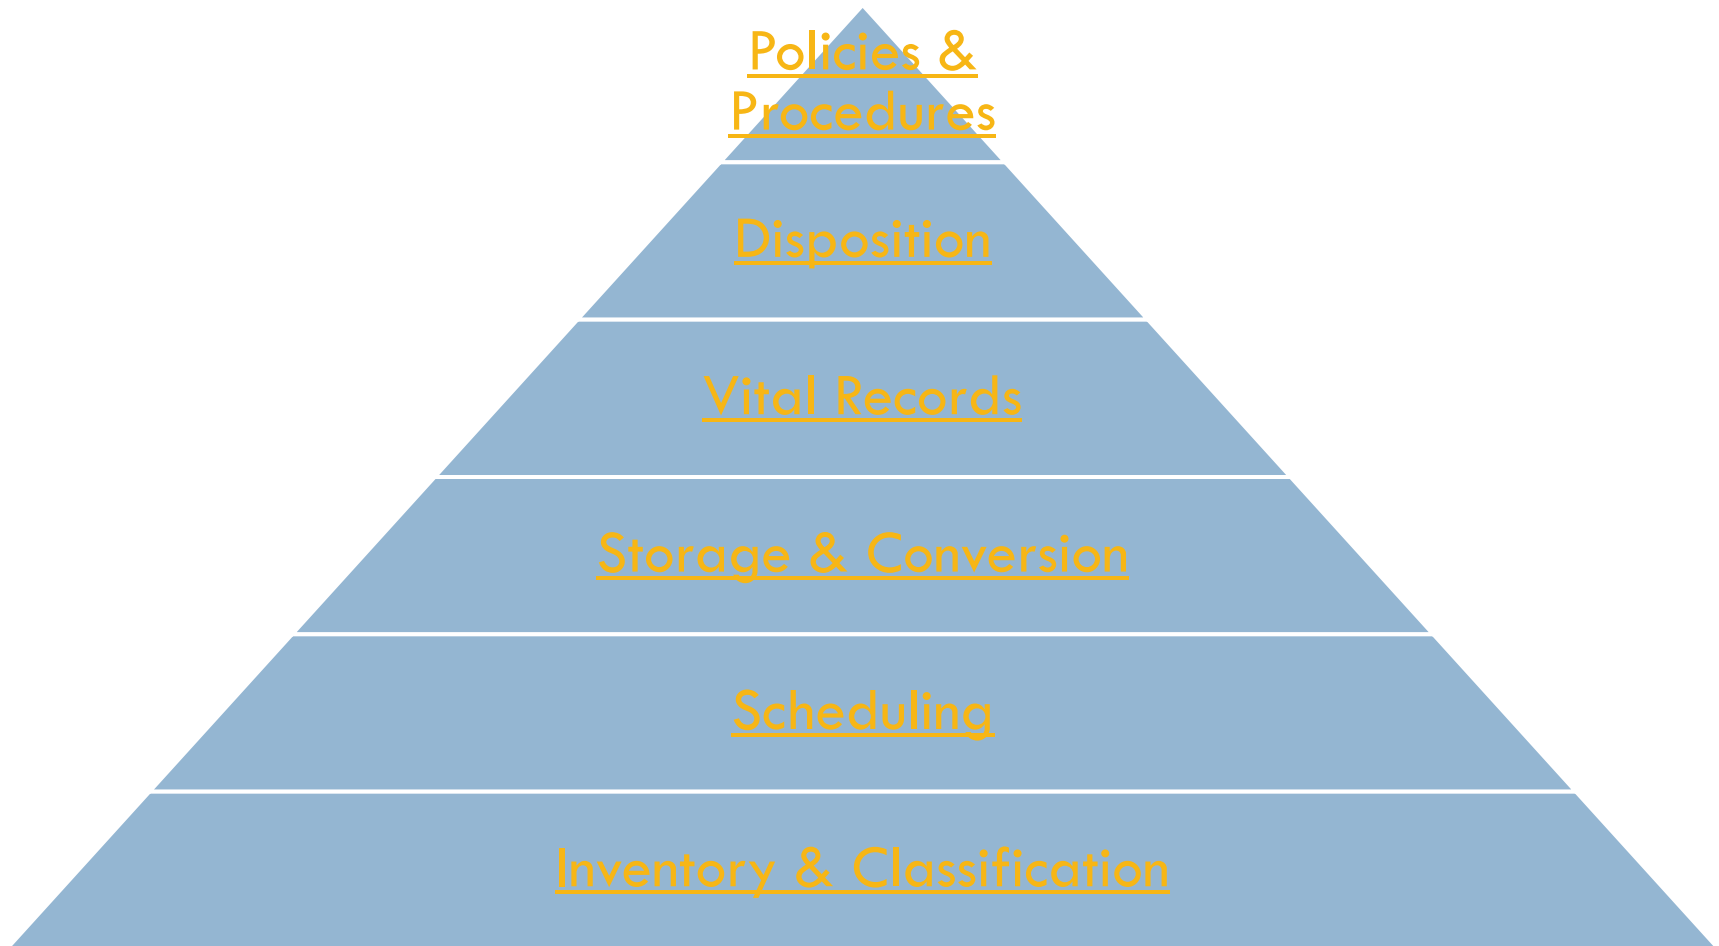 Policies &
Procedures
Disposition
Vital Records
Storage & Conversion
Scheduling
Inventory & Classification